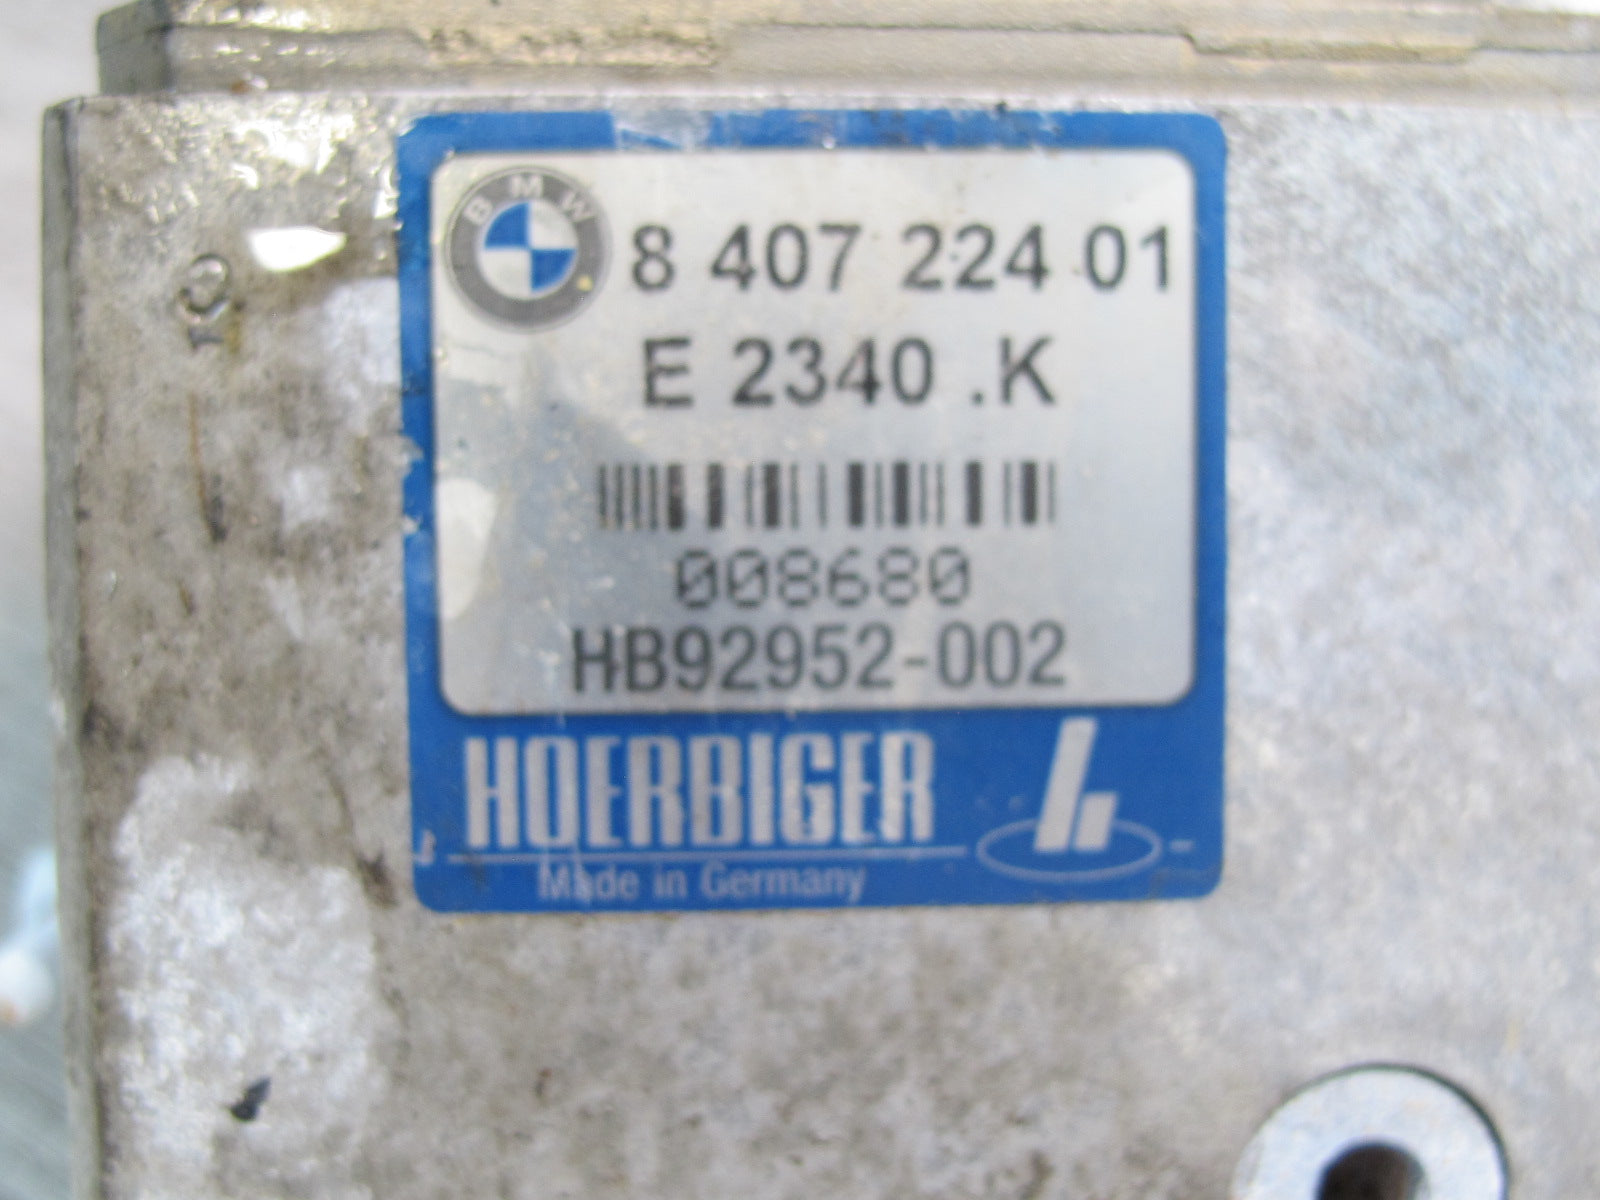 BMW
8 407 224 01
E 2340 .K
008680
HB92952-002
HOERBIGER
Made in Germany